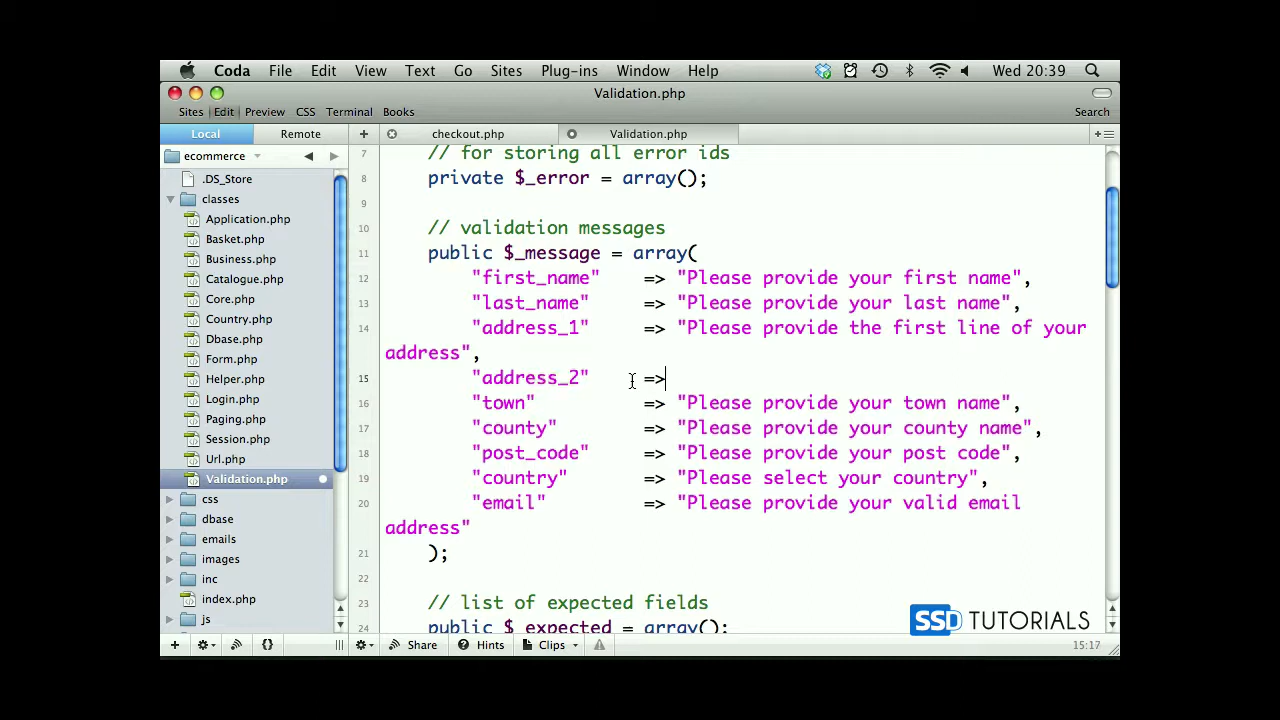 Coda File Edit View Text Go Sites Plug-ins Window Help Wed 20:39
Validation.php
Sites Edit Preview CSS Terminal Books Search
Local Remote + checkout.php Validation.php
ecommerce
.DS_Store
classes
Application.php
Basket.php
Business.php
Catalogue.php
Core.php
Country.php
Dbase.php
Form.php
Helper.php
Login.php
Paging.php
Session.php
Url.php
Validation.php
css
dbase
emails
images
inc
index.php
js
7 // for storing all error ids
8 private $_error = array();
9
10 // validation messages
11 public $_message = array(
12 "first_name" => "Please provide your first name",
13 "last_name" => "Please provide your last name",
14 "address_1" => "Please provide the first line of your
address",
15 "address_2" =>
16 "town" => "Please provide your town name",
17 "county" => "Please provide your county name",
18 "post_code" => "Please provide your post code",
19 "country" => "Please select your country",
20 "email" => "Please provide your valid email
address"
21 );
22
23 // list of expected fields
24 public $_expected = array();
SSD TUTORIALS
Share Hints Clips 15:17